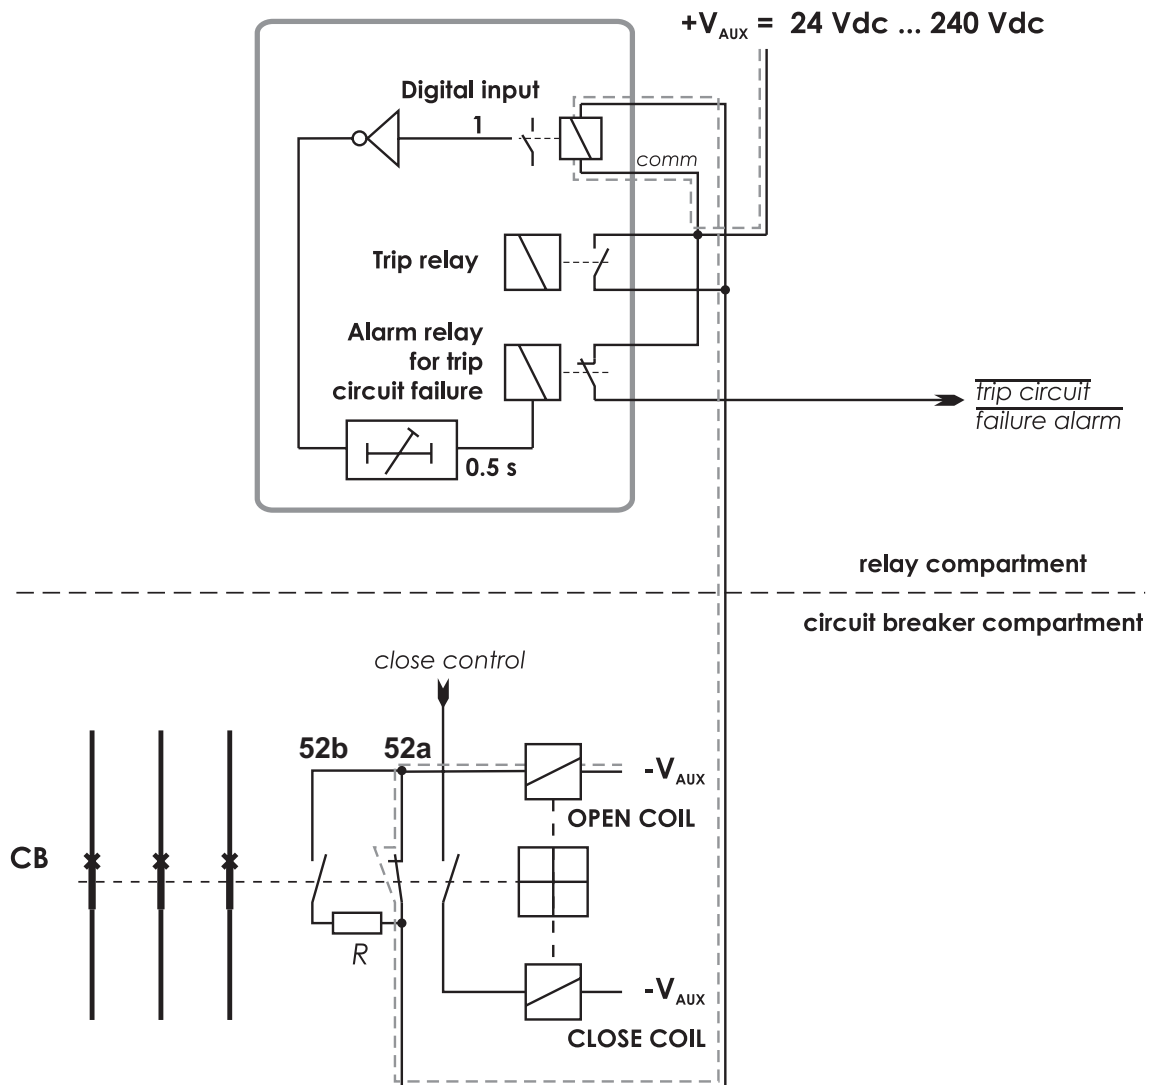 +VAUX = 24 Vdc ... 240 Vdc
Digital input
1
comm
Trip relay
Alarm relay
for trip
circuit failure
0.5 s
trip circuit
failure alarm
relay compartment
circuit breaker compartment
close control
52b
52a
-VAUX
OPEN COIL
CB
R
-VAUX
CLOSE COIL